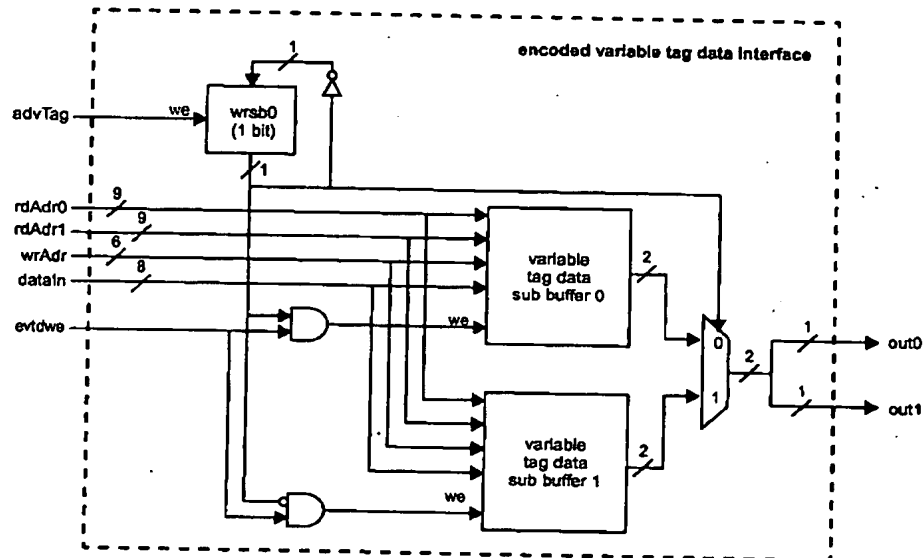 encoded variable tag data interface
1
advTag
we
wrsb0
(1 bit)
1
rdAdr0
9
rdAdr1
9
wrAdr
6
dataIn
8
evtdwe
variable
tag data
sub buffer 0
we
2
0
1
2
1
out0
1
out1
variable
tag data
sub buffer 1
we
2